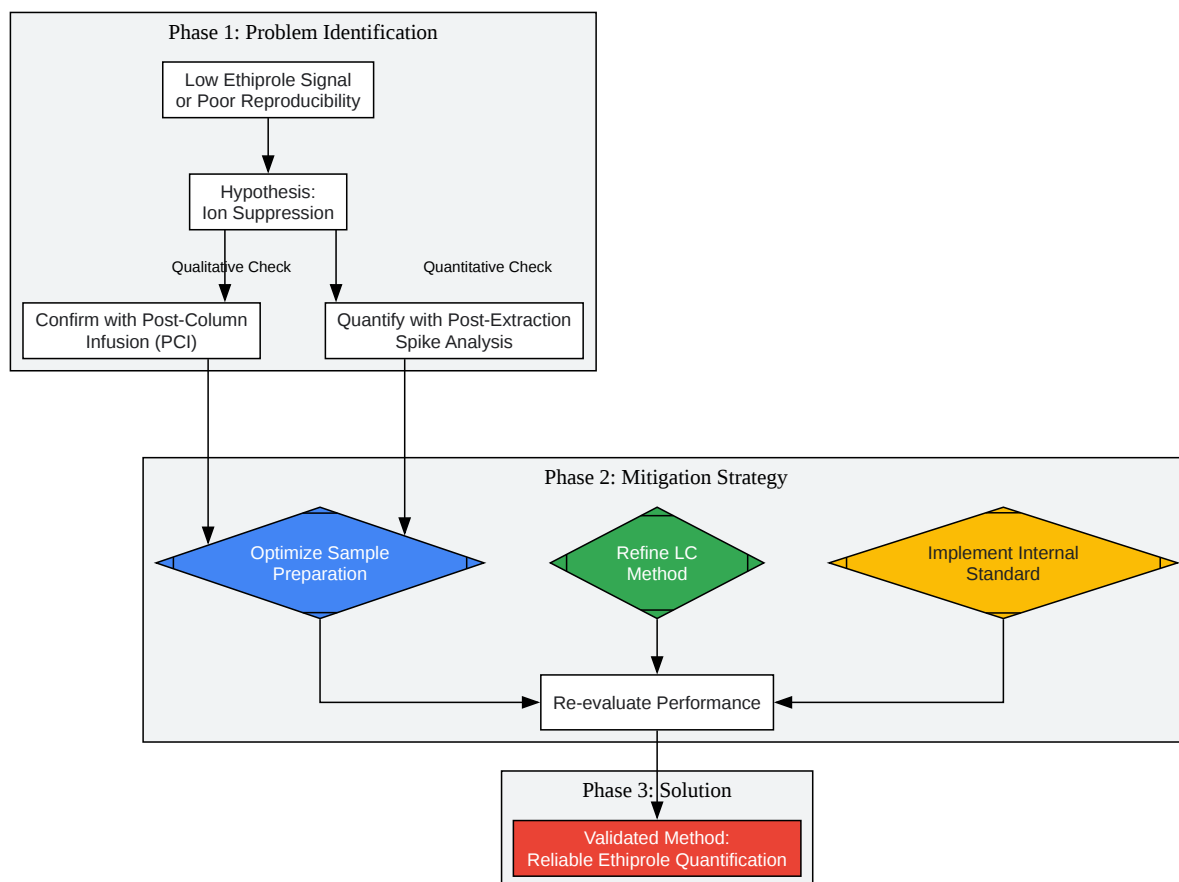 Phase 1: Problem Identification
Low Ethiprole Signal
or Poor Reproducibility
Hypothesis:
Ion Suppression
Qualitative Check
Quantitative Check
Confirm with Post-Column
Infusion (PCI)
Quantify with Post-Extraction
Spike Analysis
Phase 2: Mitigation Strategy
Optimize Sample
Preparation
Refine LC
Method
Implement Internal
Standard
Re-evaluate Performance
Phase 3: Solution
Validated Method:
Reliable Ethiprole Quantification